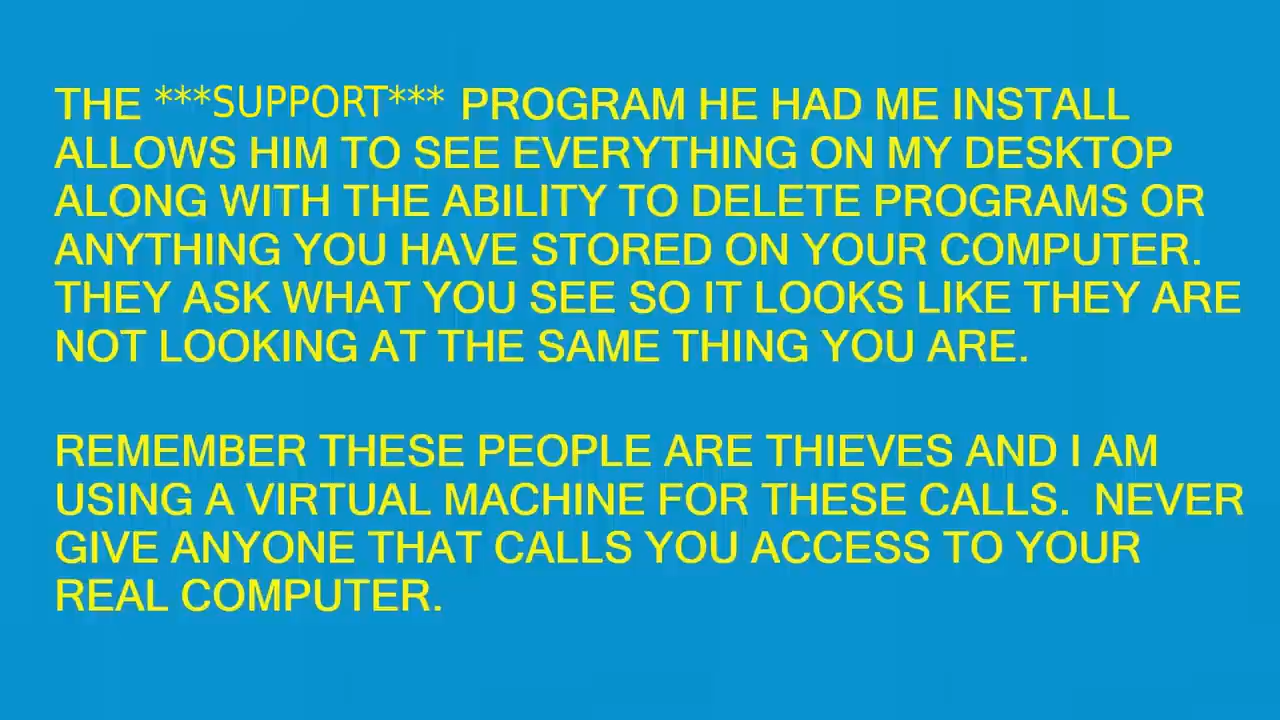 THE ***SUPPORT*** PROGRAM HE HAD ME INSTALL
ALLOWS HIM TO SEE EVERYTHING ON MY DESKTOP
ALONG WITH THE ABILITY TO DELETE PROGRAMS OR
ANYTHING YOU HAVE STORED ON YOUR COMPUTER.
THEY ASK WHAT YOU SEE SO IT LOOKS LIKE THEY ARE
NOT LOOKING AT THE SAME THING YOU ARE.
REMEMBER THESE PEOPLE ARE THIEVES AND I AM
USING A VIRTUAL MACHINE FOR THESE CALLS.  NEVER
GIVE ANYONE THAT CALLS YOU ACCESS TO YOUR
REAL COMPUTER.